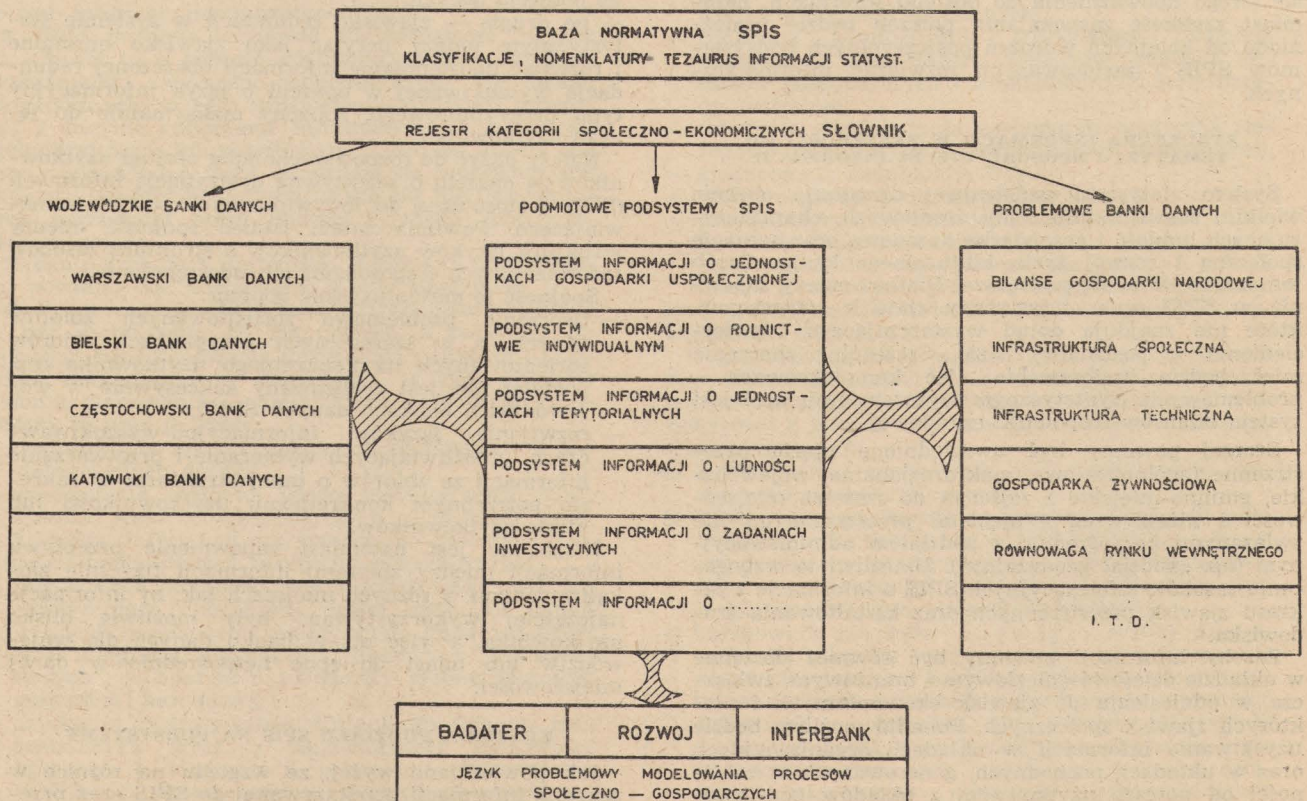 BAZA NORMATYWNA SPIS
KLASYFIKACJE, NOMENKLATURY - TEZAURUS INFORMACJI STATYST.
REJESTR KATEGORII SPOŁECZNO - EKONOMICZNYCH SŁOWNIK
WOJEWÓDZKIE BANKI DANYCH
WARSZAWSKI BANK DANYCH
BIELSKI BANK DANYCH
CZĘSTOCHOWSKI BANK DANYCH
KATOWICKI BANK DANYCH
PODMIOTOWE PODSYSTEMY SPIS
PODSYSTEM INFORMACJI O JEDNOST-
KACH GOSPODARKI USPOŁECZNIONEJ
PODSYSTEM INFORMACJI O ROLNICT-
WIE INDYWIDUALNYM
PODSYSTEM INFORMACJI O JEDNOST-
KACH TERYTORIALNYCH
PODSYSTEM INFORMACJI O LUDNOŚCI
PODSYSTEM INFORMACJI O ZADANIACH
INWESTYCYJNYCH
PODSYSTEM INFORMACJI O ............
PROBLEMOWE BANKI DANYCH
BILANSE GOSPODARKI NARODOWEJ
INFRASTRUKTURA SPOŁECZNA
INFRASTRUKTURA TECHNICZNA
GOSPODARKA ŻYWNOŚCIOWA
RÓWNOWAGA RYNKU WEWNĘTRZNEGO
I. T. D.
BADATER ROZWOJ INTERBANK
JĘZYK PROBLEMOWY MODELOWANIA PROCESÓW
SPOŁECZNO — GOSPODARCZYCH